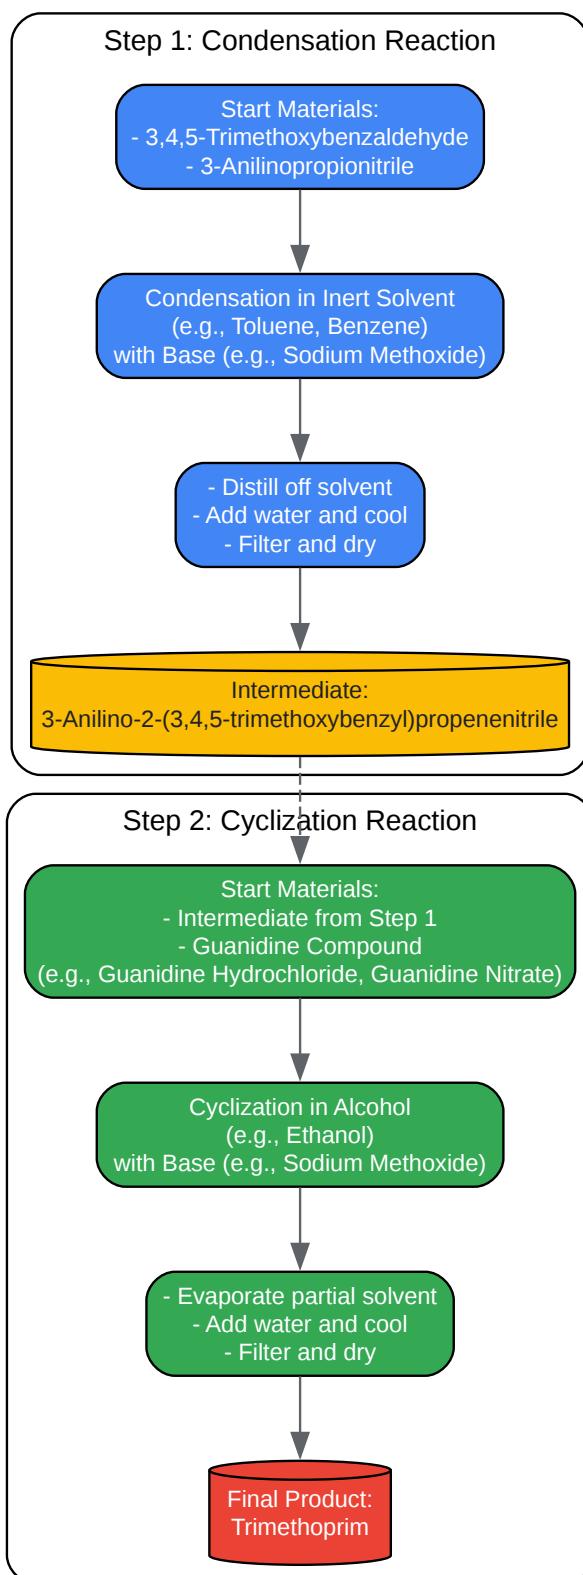 Step 1: Condensation Reaction
Start Materials:
- 3,4,5-Trimethoxybenzaldehyde
- 3-Anilinopropionitrile
Condensation in Inert Solvent
(e.g., Toluene, Benzene)
with Base (e.g., Sodium Methoxide)
- Distill off solvent
- Add water and cool
- Filter and dry
Intermediate:
3-Anilino-2-(3,4,5-trimethoxybenzyl)propenenitrile
Step 2: Cyclization Reaction
Start Materials:
- Intermediate from Step 1
- Guanidine Compound
(e.g., Guanidine Hydrochloride, Guanidine Nitrate)
Cyclization in Alcohol
(e.g., Ethanol)
with Base (e.g., Sodium Methoxide)
- Evaporate partial solvent
- Add water and cool
- Filter and dry
Final Product:
Trimethoprim